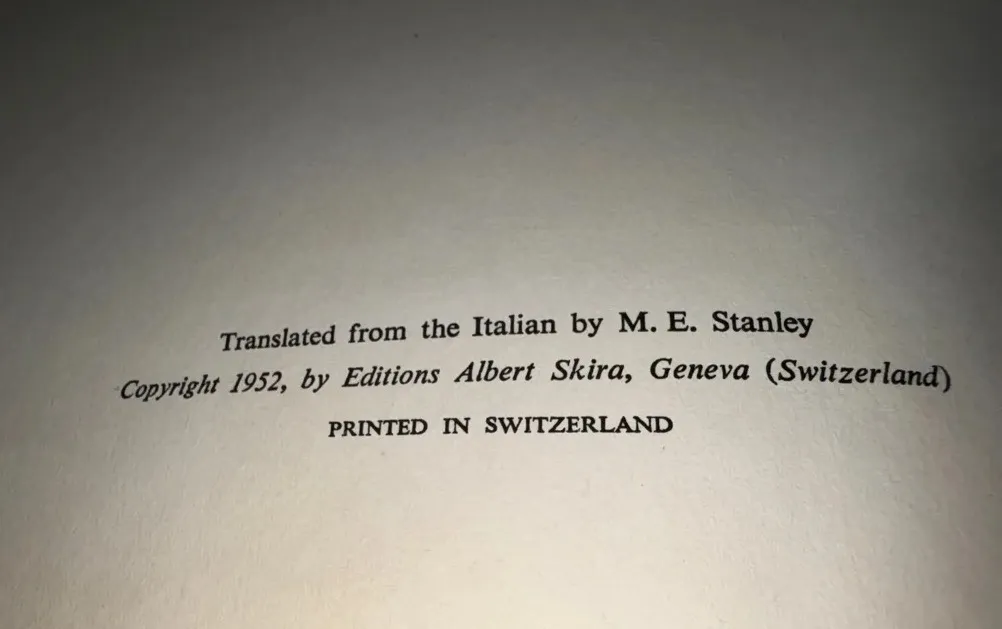 Translated from the Italian by M. E. Stanley
Copyright 1952, by Editions Albert Skira, Geneva (Switzerland)
PRINTED IN SWITZERLAND